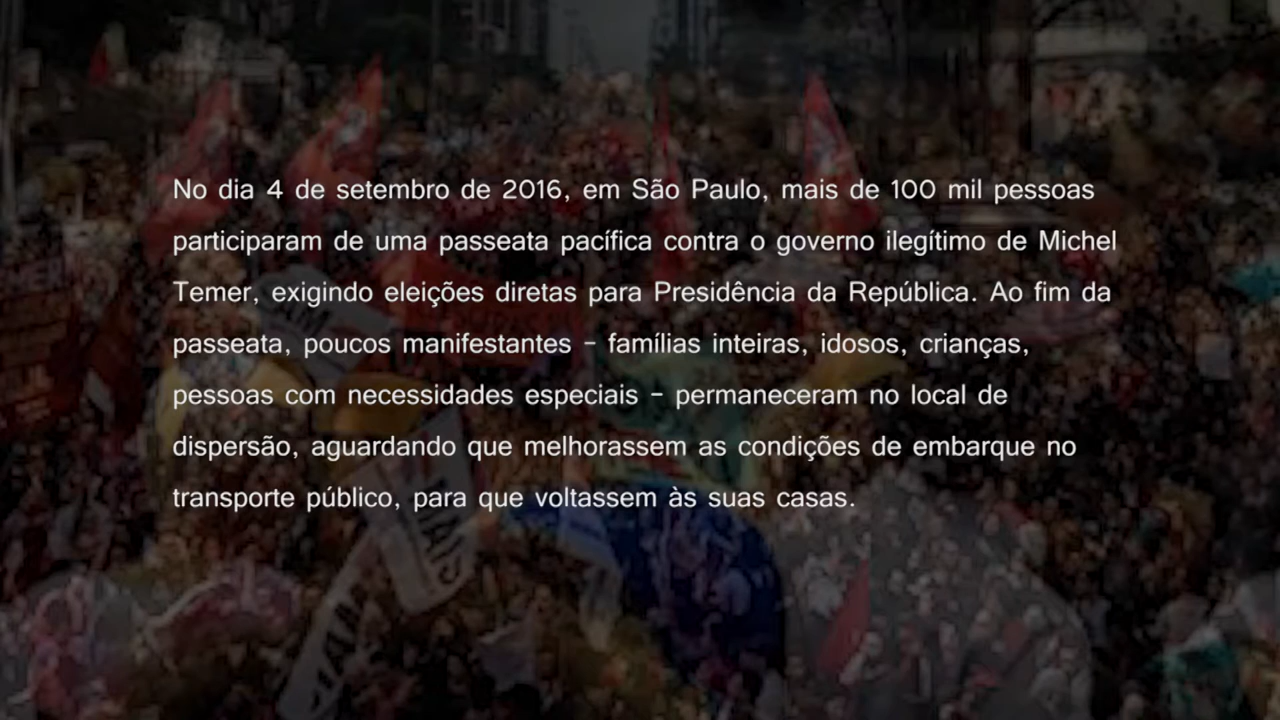 No dia 4 de setembro de 2016, em São Paulo, mais de 100 mil pessoas
participaram de uma passeata pacífica contra o governo ilegítimo de Michel
Temer, exigindo eleições diretas para Presidência da República. Ao fim da
passeata, poucos manifestantes – famílias inteiras, idosos, crianças,
pessoas com necessidades especiais – permaneceram no local de
dispersão, aguardando que melhorassem as condições de embarque no
transporte público, para que voltassem às suas casas.